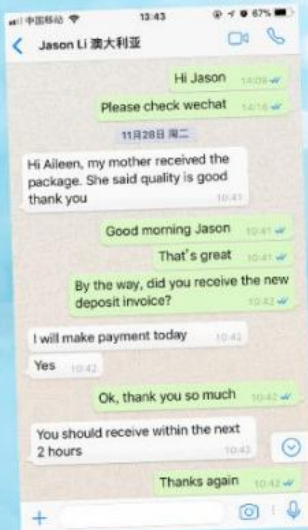 中国移动 13:43 67%
Jason Li 澳大利亚
Hi Jason 14:09
Please check wechat 14:16
11月28日 周二
Hi Aileen, my mother received the
package. She said quality is good
thank you 10:41
Good morning Jason 10:41
That's great 10:41
By the way, did you receive the new
deposit invoice? 10:42
I will make payment today 10:42
Yes 10:42
Ok, thank you so much 10:42
You should receive within the next
2 hours 10:42
Thanks again 10:42